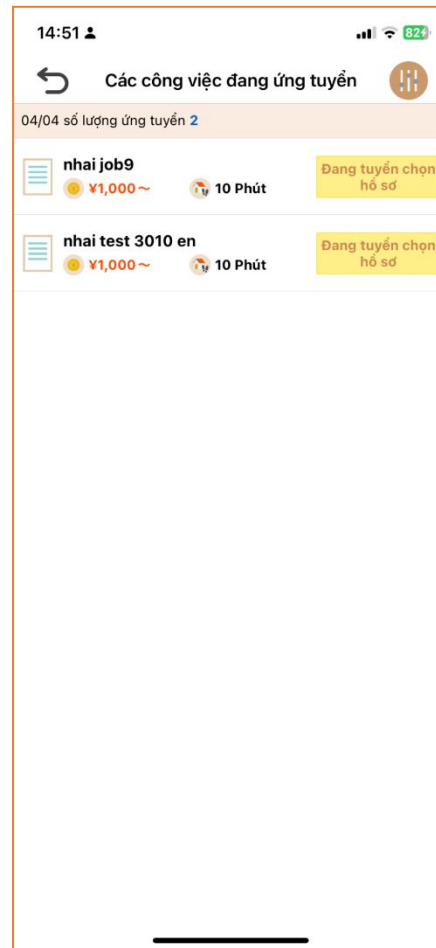 14:51
82
Các công việc đang ứng tuyển
04/04 số lượng ứng tuyển 2
nhai job9
¥1,000～ 10 Phút
Đang tuyển chọn
hồ sơ
nhai test 3010 en
¥1,000～ 10 Phút
Đang tuyển chọn
hồ sơ